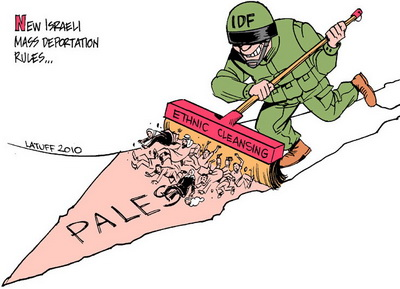 NEW ISRAELI
MASS DEPORTATION
RULES...
IDF
ETHNIC CLEANSING
LATUFF 2010
PALES